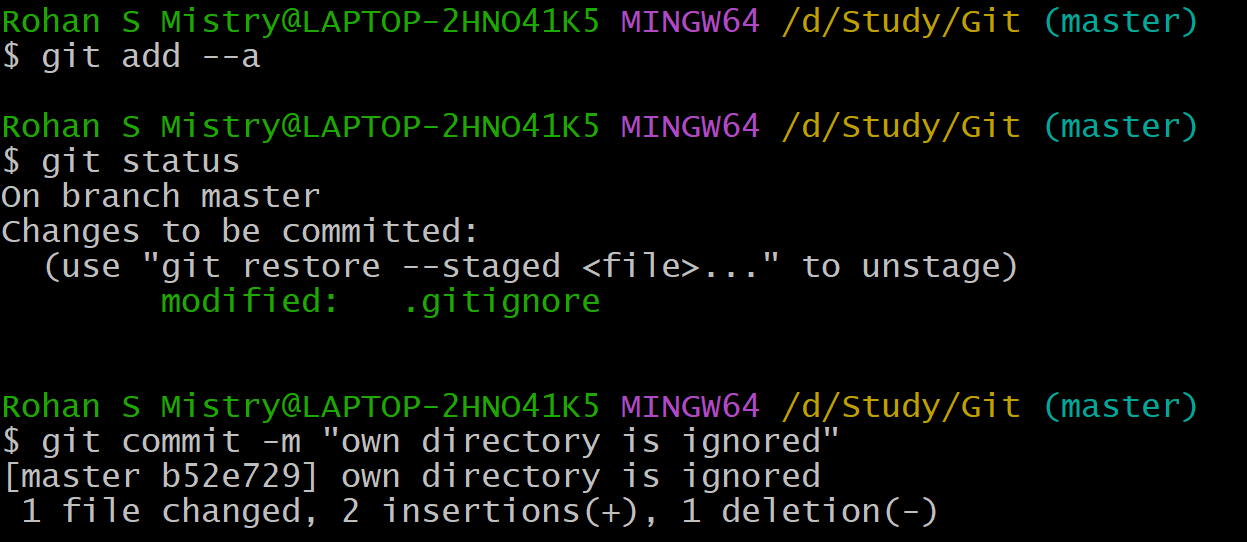 Rohan S Mistry@LAPTOP-2HNO41K5 MINGW64 /d/Study/Git (master)
$ git add --a
Rohan S Mistry@LAPTOP-2HNO41K5 MINGW64 /d/Study/Git (master)
$ git status
On branch master
Changes to be committed:
  (use "git restore --staged <file>..." to unstage)
        modified:   .gitignore
Rohan S Mistry@LAPTOP-2HNO41K5 MINGW64 /d/Study/Git (master)
$ git commit -m "own directory is ignored"
[master b52e729] own directory is ignored
 1 file changed, 2 insertions(+), 1 deletion(-)